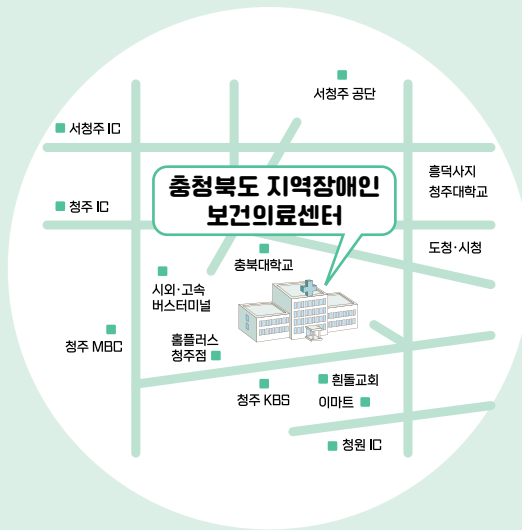 서청주 공단
서청주 IC
흥덕사지
청주대학교
충청북도 지역장애인
보건의료센터
청주 IC
도청·시청
충북대학교
시외·고속
버스터미널
청주 MBC
홈플러스
청주점
흰돌교회
청주 KBS
이마트
청원 IC